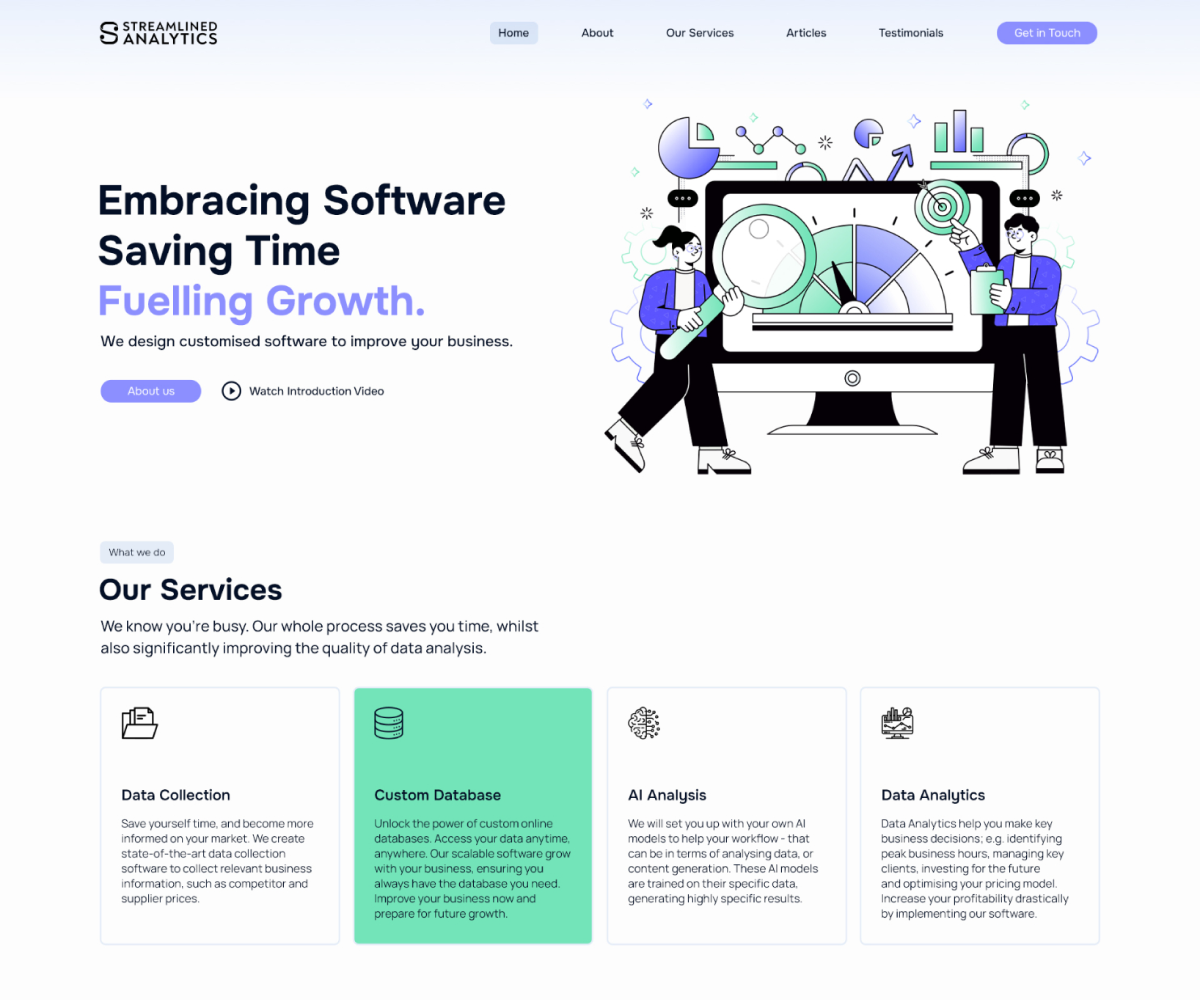 STREAMLINED
ANALYTICS
Home
About
Our Services
Articles
Testimonials
Get in Touch
Embracing Software
Saving Time
Fuelling Growth.
We design customised software to improve your business.
About us
Watch Introduction Video
What we do
Our Services
We know you're busy. Our whole process saves you time, whilst
also significantly improving the quality of data analysis.
Data Collection
Save yourself time, and become more
informed on your market. We create
state-of-the-art data collection
software to collect relevant business
information, such as competitor and
supplier prices.
Custom Database
Unlock the power of custom online
databases. Access your data anytime,
anywhere. Our scalable software grow
with your business, ensuring you
always have the database you need.
Improve your business now and
prepare for future growth.
AI Analysis
We will set you up with your own AI
models to help your workflow - that
can be in terms of analysing data, or
content generation. These AI models
are trained on their specific data,
generating highly specific results.
Data Analytics
Data Analytics help you make key
business decisions; e.g. identifying
peak business hours, managing key
clients, investing for the future
and optimising your pricing model.
Increase your profitability drastically
by implementing our software.